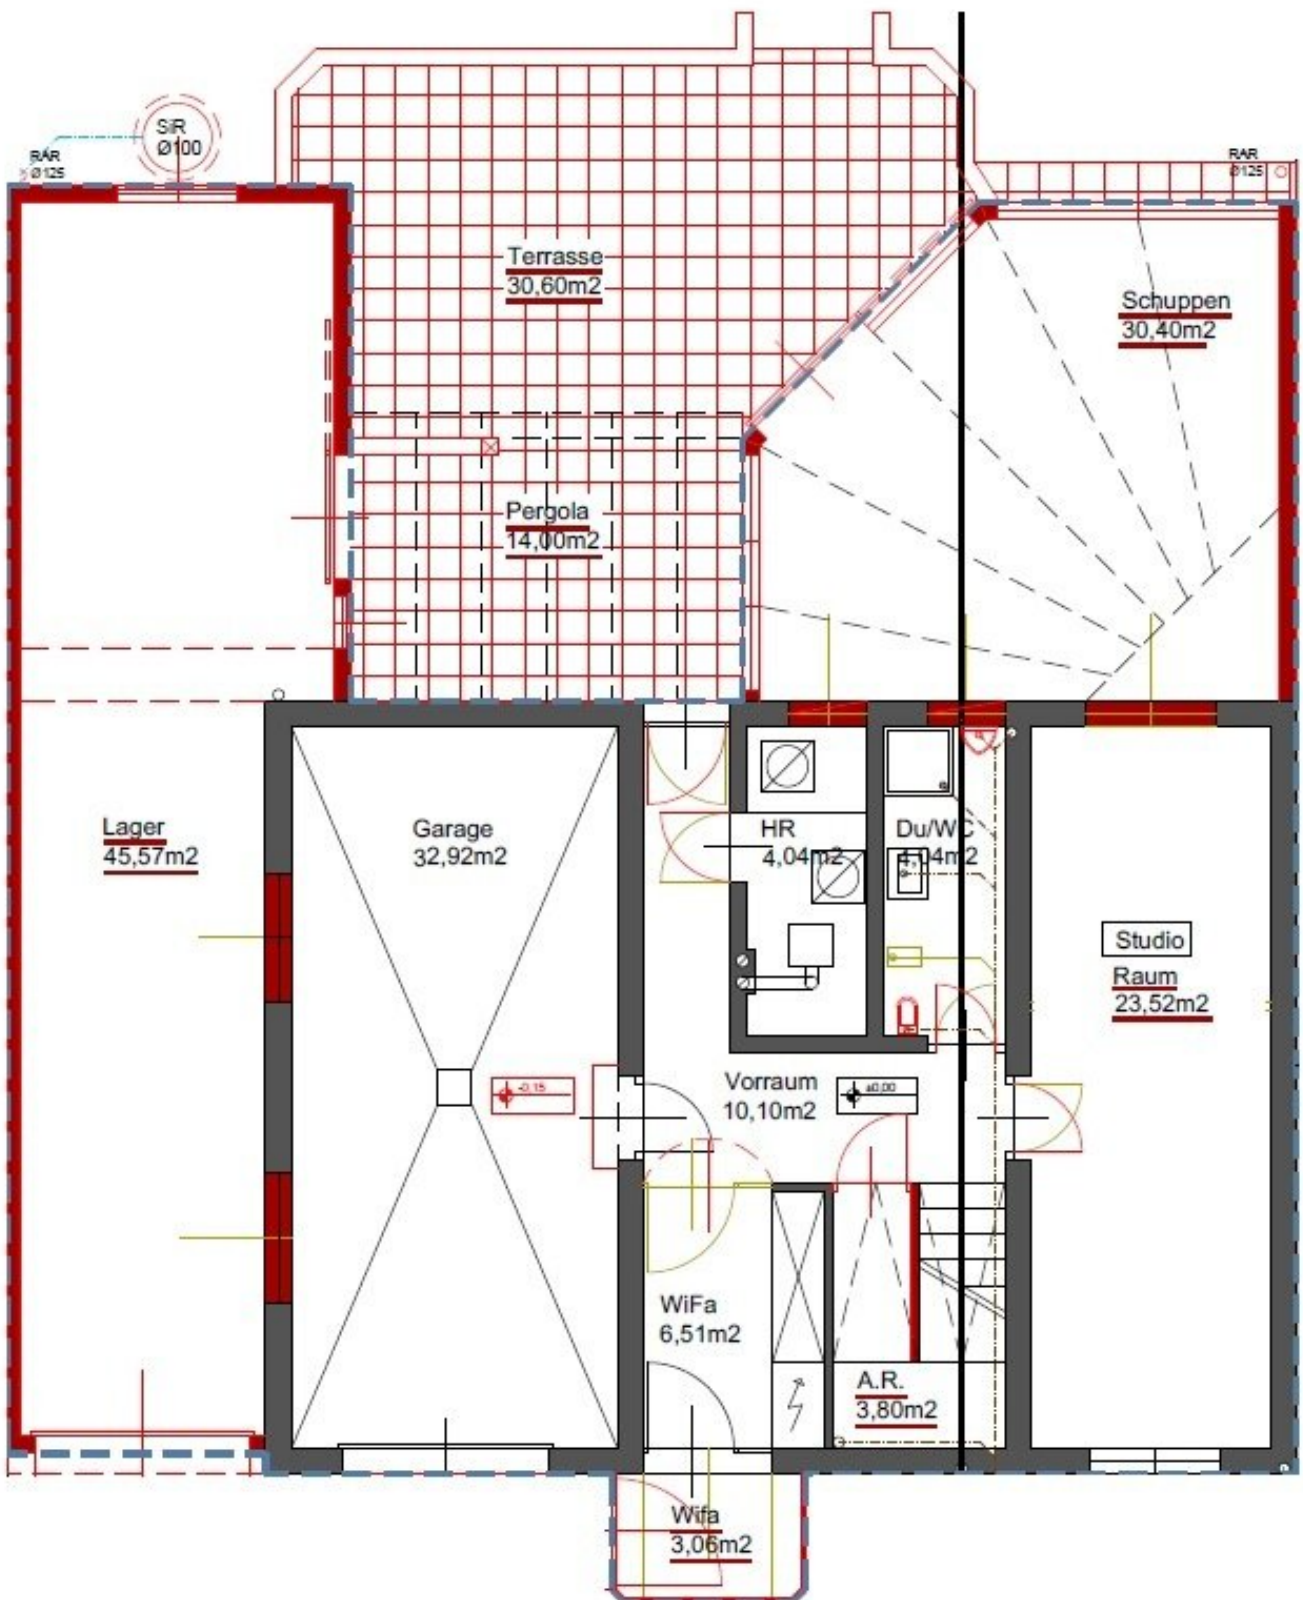 SiR
Ø100
RAR
Ø125
RAR
Ø125
Terrasse
30,60m2
Schuppen
30,40m2
Pergola
14,00m2
Lager
45,57m2
Garage
32,92m2
HR
4,04m2
Du/WC
4,04m2
Studio
Raum
23,52m2
-0.15
Vorraum
10,10m2
±0,00
WiFa
6,51m2
A.R.
3,80m2
Wifa
3,06m2